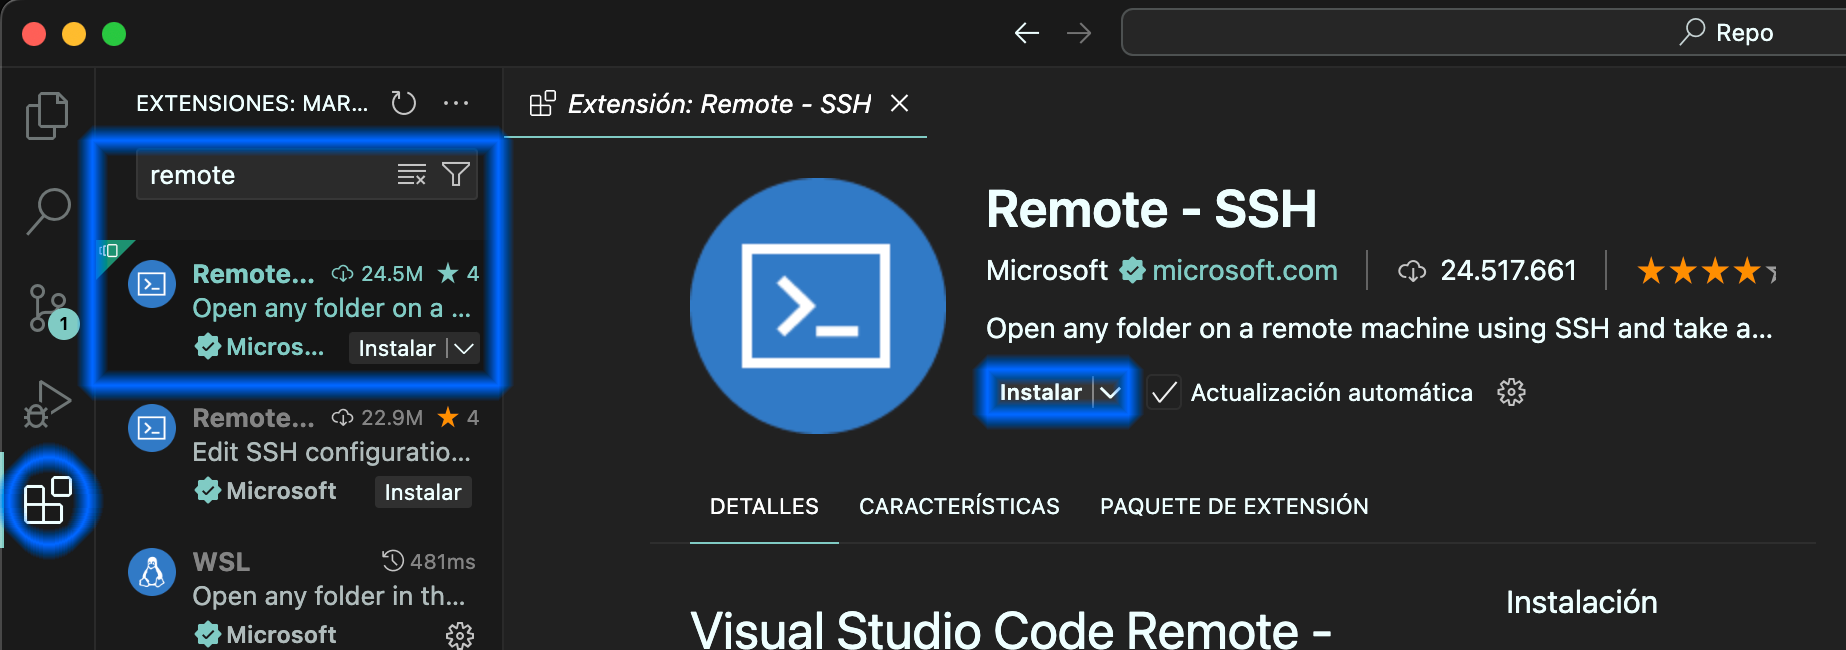 Repo
EXTENSIONES: MAR...
remote
Remote... 24.5M ★ 4
Open any folder on a ...
Micros... Instalar
Remote... 22.9M ★ 4
Edit SSH configuratio...
Microsoft Instalar
WSL 481ms
Open any folder in th...
Microsoft
1
Extensión: Remote - SSH
Remote - SSH
Microsoft microsoft.com | 24.517.661 |
Open any folder on a remote machine using SSH and take a...
Instalar Actualización automática
DETALLES CARACTERÍSTICAS PAQUETE DE EXTENSIÓN
Visual Studio Code Remote -
Instalación